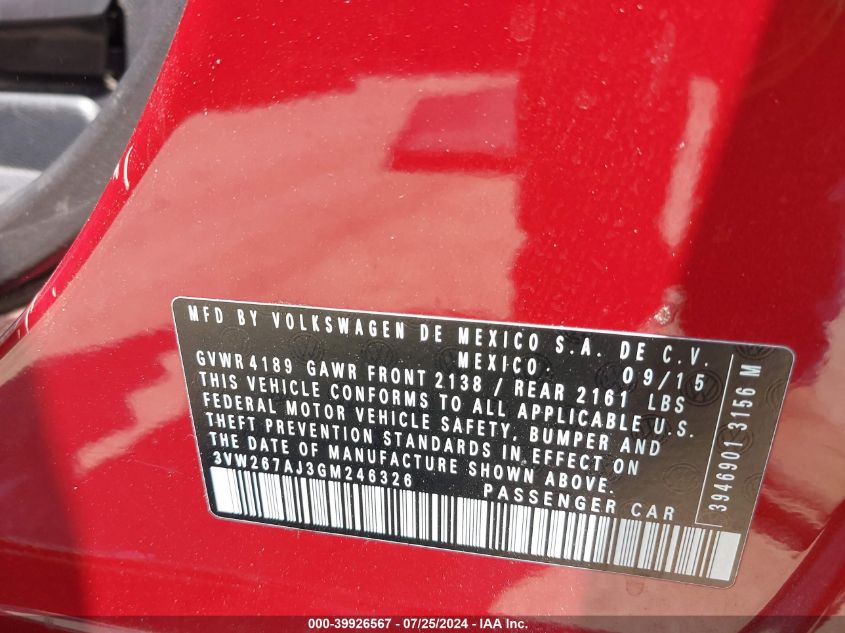 MFD BY VOLKSWAGEN DE MEXICO S.A. DE C.V.
MEXICO. 09/15
GVWR 4189 GAWR FRONT 2138 / REAR 2161 LBS
THIS VEHICLE CONFORMS TO ALL APPLICABLE U.S.
FEDERAL MOTOR VEHICLE SAFETY, BUMPER AND
THEFT PREVENTION STANDARDS IN EFFECT ON
THE DATE OF MANUFACTURE SHOWN ABOVE.
3VW267AJ3GM246326 PASSENGER CAR
3946901 3156 M
000-39926567 - 07/25/2024 - IAA Inc.